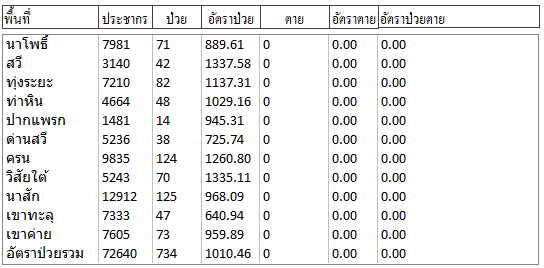 พื้นที่ ประชากร ป่วย อัตราป่วย ตาย อัตราตาย อัตราป่วยตาย
นาโพธิ์ 7981 71 889.61 0 0.00 0.00
สวี 3140 42 1337.58 0 0.00 0.00
ทุ่งระยะ 7210 82 1137.31 0 0.00 0.00
ท่าหิน 4664 48 1029.16 0 0.00 0.00
ปากแพรก 1481 14 945.31 0 0.00 0.00
ด่านสวี 5236 38 725.74 0 0.00 0.00
ครน 9835 124 1260.80 0 0.00 0.00
วิสัยใต้ 5243 70 1335.11 0 0.00 0.00
นาสัก 12912 125 968.09 0 0.00 0.00
เขาทะลุ 7333 47 640.94 0 0.00 0.00
เขาค่าย 7605 73 959.89 0 0.00 0.00
อัตราป่วยรวม 72640 734 1010.46 0 0.00 0.00